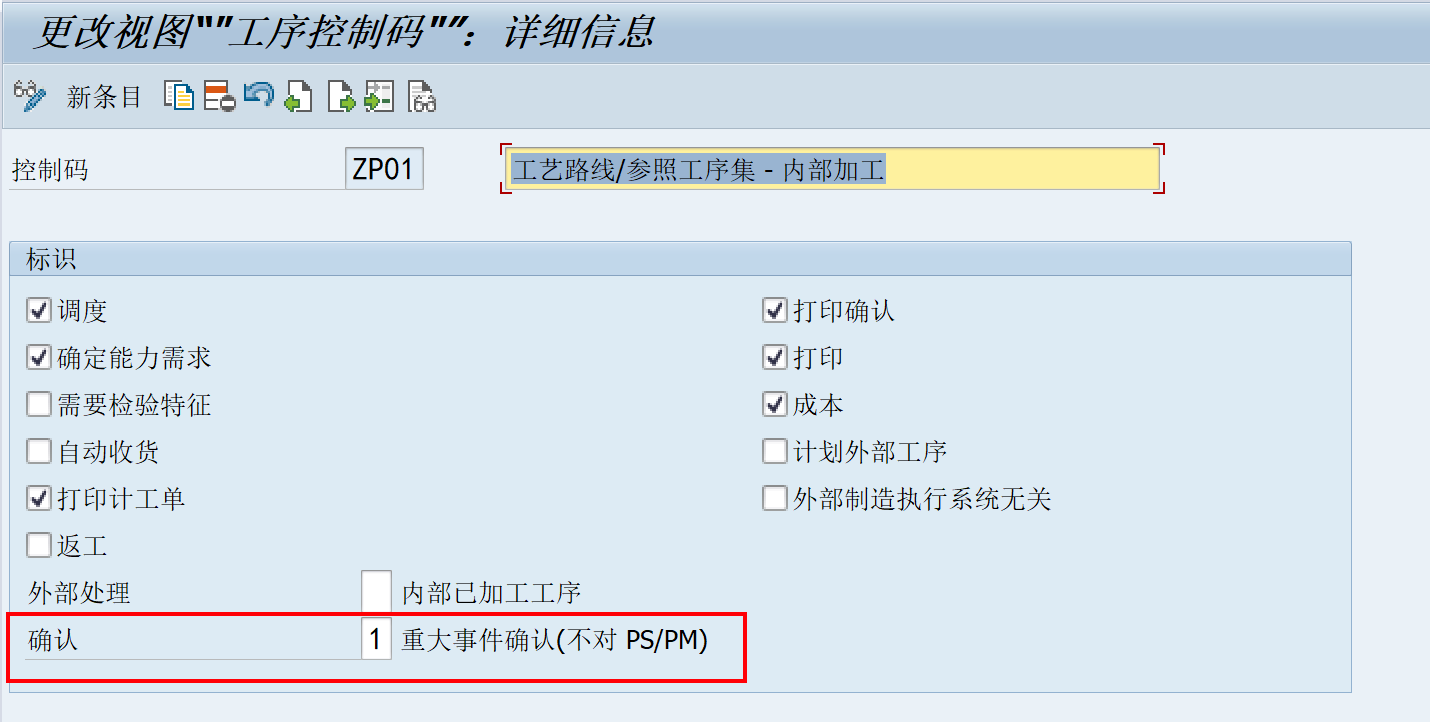 更改视图“”工序控制码"”：详细信息
新条目
控制码 ZP01 工艺路线/参照工序集 - 内部加工
标识
调度 打印确认
确定能力需求 打印
需要检验特征 成本
自动收货 计划外部工序
打印计工单 外部制造执行系统无关
返工
外部处理 内部已加工工序
确认 1 重大事件确认(不对 PS/PM)